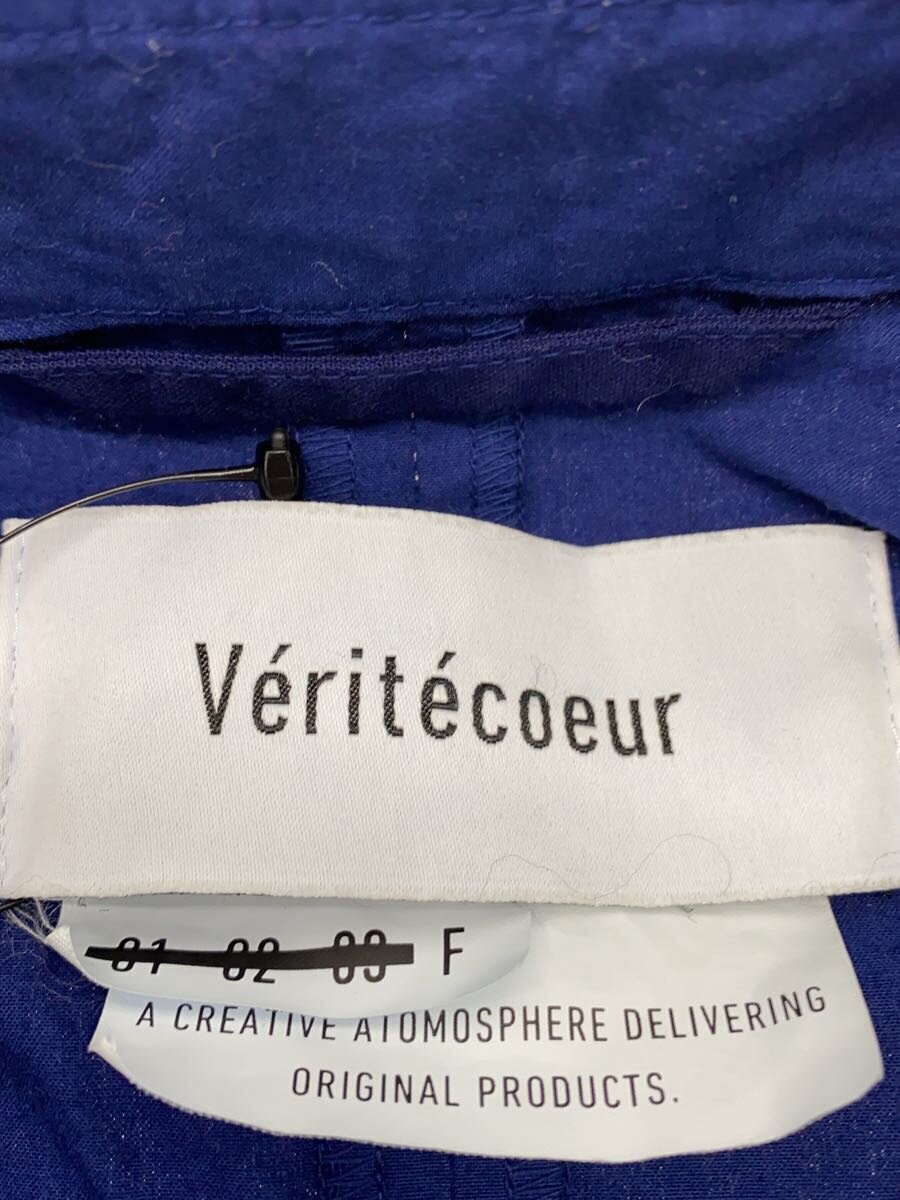 Véritécoeur
01 02 03 F
A CREATIVE ATOMOSPHERE DELIVERING
ORIGINAL PRODUCTS.